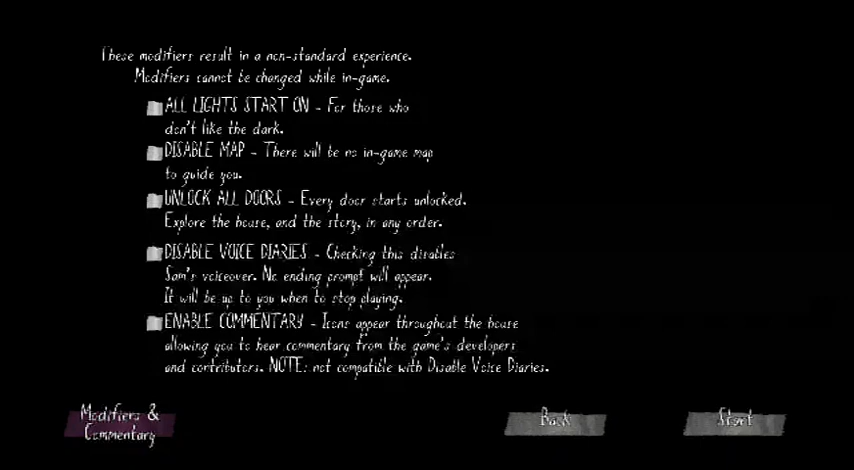 These modifiers result in a non-standard experience.
Modifiers cannot be changed while in-game.
ALL LIGHTS START ON - For those who
don't like the dark.
DISABLE MAP - There will be no in-game map
to guide you.
UNLOCK ALL DOORS - Every door starts unlocked.
Explore the house, and the story, in any order.
DISABLE VOICE DIARIES - Checking this disables
Sam's voiceover. No ending prompt will appear.
It will be up to you when to stop playing.
ENABLE COMMENTARY - Icons appear throughout the house
allowing you to hear commentary from the game's developers
and contributors. NOTE: not compatible with Disable Voice Diaries.
Modifiers &
Commentary
Back
Start